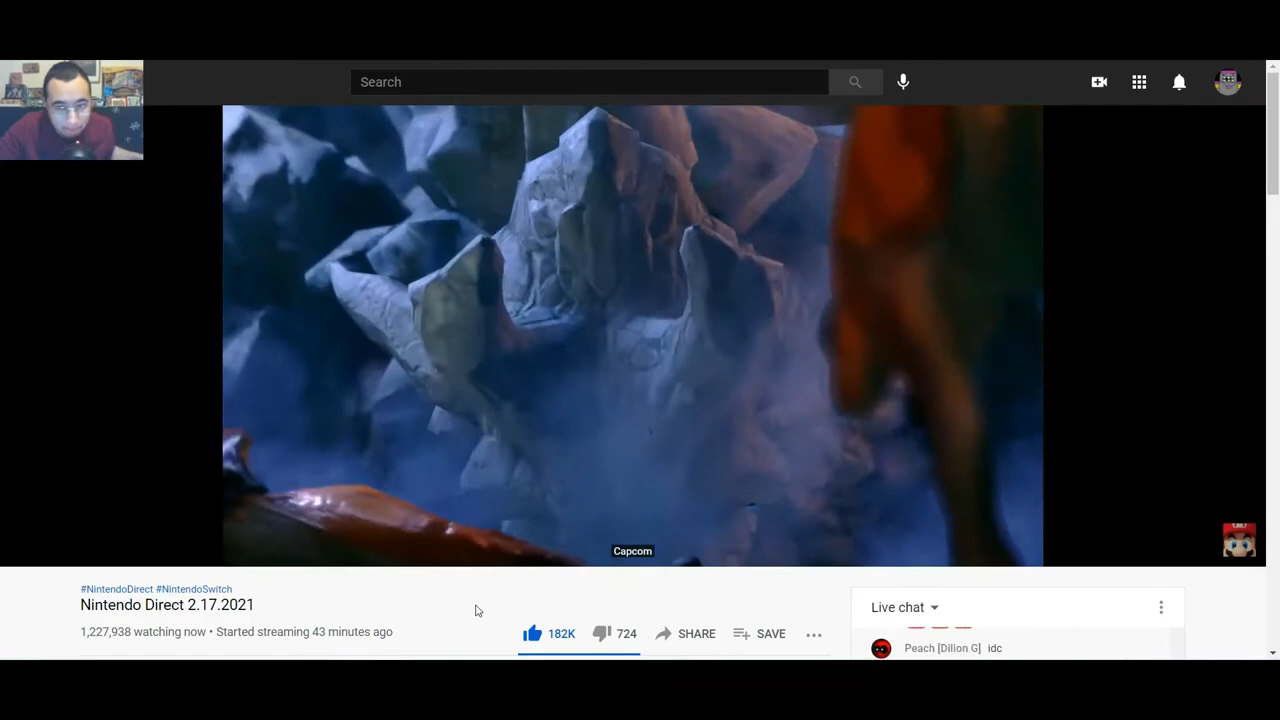 Search
Capcom
#NintendoDirect #NintendoSwitch
Nintendo Direct 2.17.2021
1,227,938 watching now • Started streaming 43 minutes ago
182K
724
SHARE
SAVE
Live chat
Peach [Dillon G] idc